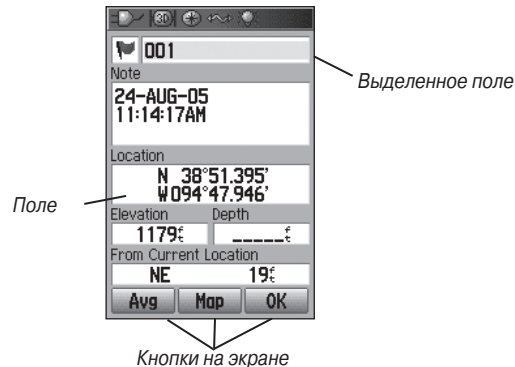 3D
001
Выделенное поле
Note
24-AUG-05
11:14:17AM
Location
N 38°51.395'
W094°47.946'
Поле
Elevation Depth
1179ft _____ft
From Current Location
NE 19ft
Avg Map OK
Кнопки на экране